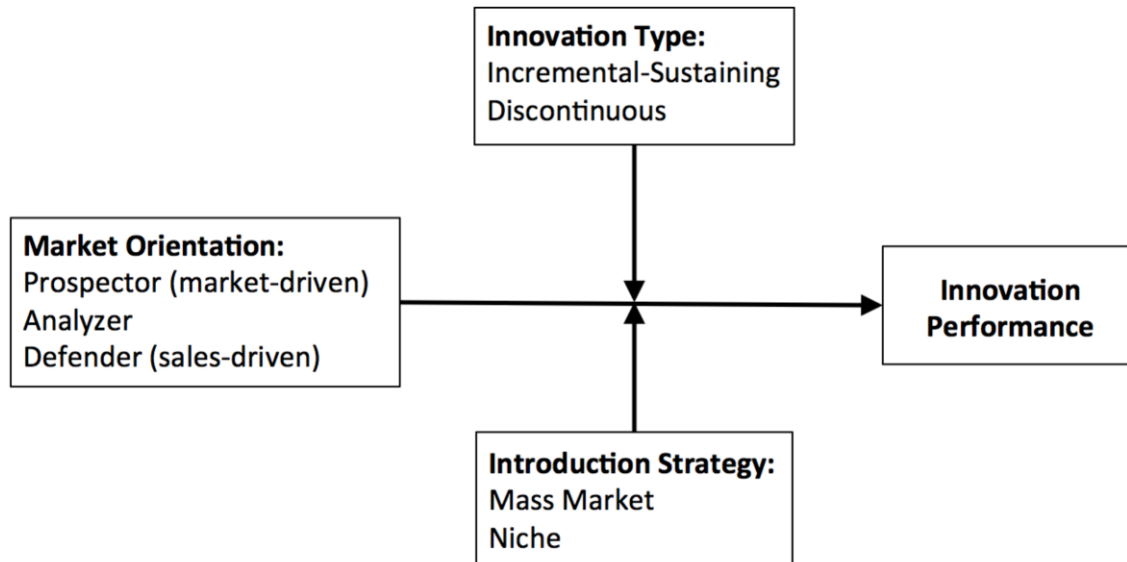 Innovation Type:
Incremental-Sustaining
Discontinuous
Market Orientation:
Prospector (market-driven)
Analyzer
Defender (sales-driven)
Innovation
Performance
Introduction Strategy:
Mass Market
Niche